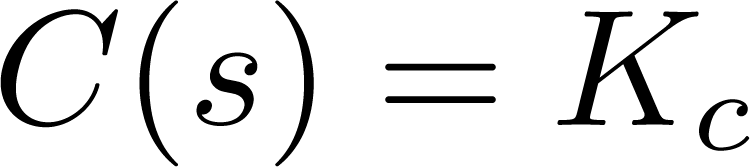 C(s) = K_c